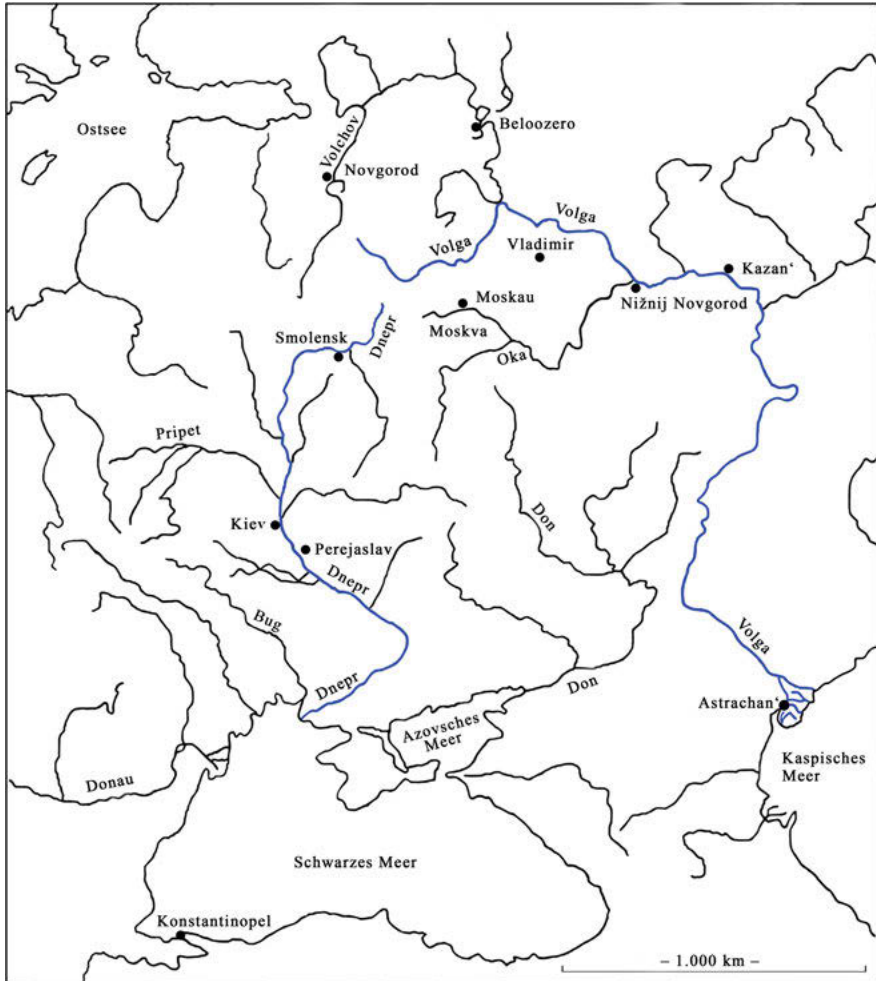 Ostsee
Volchov
Beloozero
Novgorod
Volga
Volga
Vladimir
Kazan‘
Moskau
Nižnij Novgorod
Smolensk
Dnepr
Moskva
Oka
Pripet
Don
Kiev
Perejaslav
Dnepr
Bug
Volga
Dnepr
Don
Astrachan‘
Azovsches
Meer
Kaspisches
Meer
Donau
Schwarzes Meer
Konstantinopel
– 1.000 km –